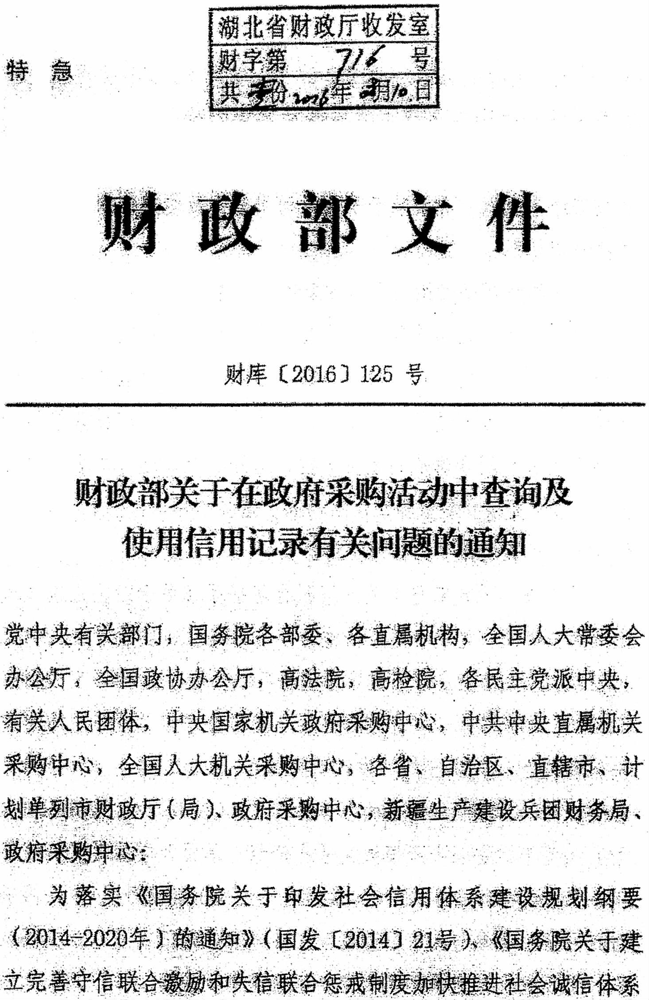 湖北省财政厅收发室
财字第 716 号
共 份 2016年 8月10日
特 急
财政部文件
财库〔2016〕125 号
财政部关于在政府采购活动中查询及
使用信用记录有关问题的通知
党中央有关部门，国务院各部委、各直属机构，全国人大常委会
办公厅，全国政协办公厅，高法院，高检院，各民主党派中央，
有关人民团体，中央国家机关政府采购中心，中共中央直属机关
采购中心，全国人大机关采购中心，各省、自治区、直辖市、计
划单列市财政厅（局）、政府采购中心，新疆生产建设兵团财务局、
政府采购中心：
为落实《国务院关于印发社会信用体系建设规划纲要
（2014-2020年）的通知》（国发〔2014〕21号）、《国务院关于建
立完善守信联合激励和失信联合惩戒制度加快推进社会诚信体系